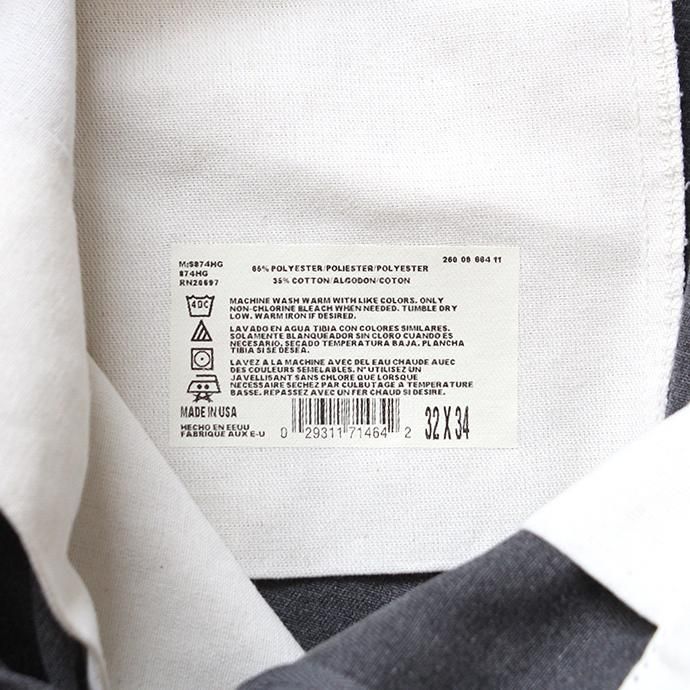 M:S874HG
874HG
RN20697
65% POLYESTER/POLIESTER/POLYESTER
35% COTTON/ALGODON/COTON
260 09 664 11
40C
MACHINE WASH WARM WITH LIKE COLORS. ONLY
NON-CHLORINE BLEACH WHEN NEEDED. TUMBLE DRY
LOW. WARM IRON IF DESIRED.
LAVADO EN AGUA TIBIA CON COLORES SIMILARES.
SOLAMENTE BLANQUEADOR SIN CLORO CUANDO ES
NECESARIO, SECADO TEMPERATURA BAJA. PLANCHA
TIBIA SI SE DESEA.
LAVEZ A LA MACHINE AVEC DEL EAU CHAUDE AUEC
DES COULEURS SEMELABLES. N'UTILISEZ UN
JAVELLISANT SANS CHLORE QUE LORSQUE
NECESSAIRE SECHEZ PAR CULBUTAGE A TEMPERATURE
BASSE. REPASSEZ AVEC UN FER CHAUD SI DESIRE.
MADE IN USA
HECHO EN EEUU
FABRIQUE AUX E-U
0 29311 71464 2
32 X 34